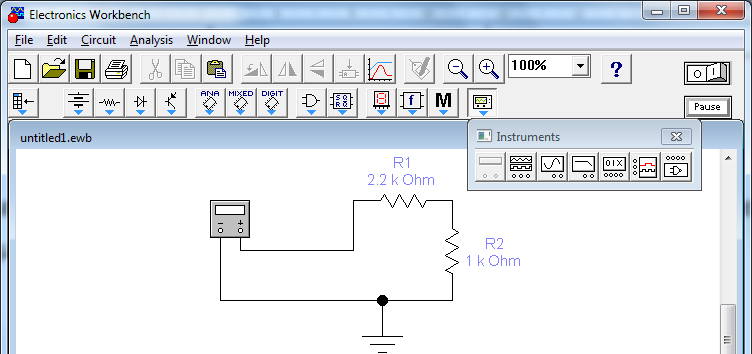 Electronics Workbench
File Edit Circuit Analysis Window Help
100% ?
ANA MIXED DIGIT f M
Pause
untitled1.ewb
Instruments
R1
2.2 k Ohm
R2
1 k Ohm
- +